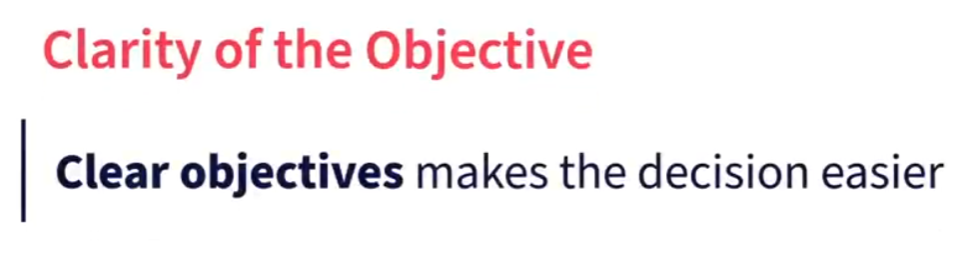 Clarity of the Objective
Clear objectives makes the decision easier